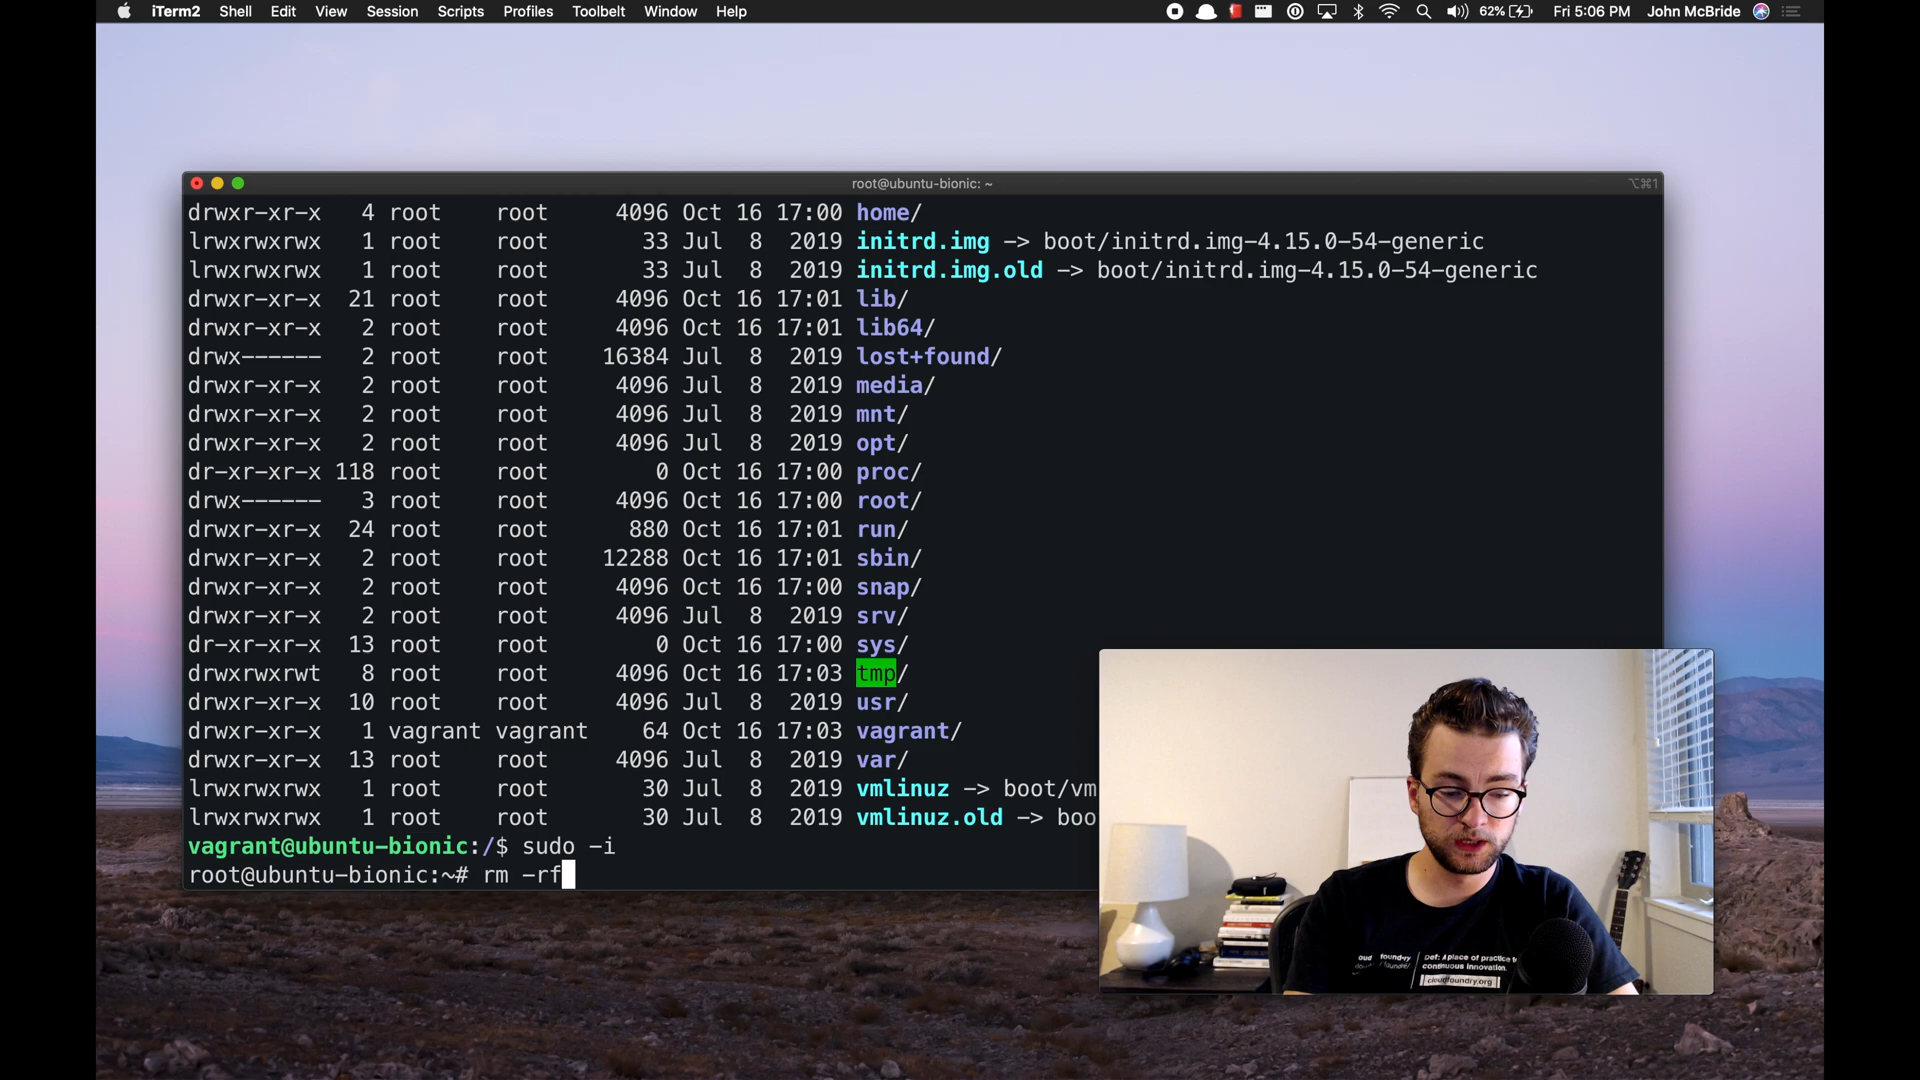 iTerm2 Shell Edit View Session Scripts Profiles Toolbelt Window Help 62% Fri 5:06 PM John McBride
root@ubuntu-bionic: ~ ⌥⌘1
drwxr-xr-x 4 root root 4096 Oct 16 17:00 home/
lrwxrwxrwx 1 root root 33 Jul 8 2019 initrd.img -> boot/initrd.img-4.15.0-54-generic
lrwxrwxrwx 1 root root 33 Jul 8 2019 initrd.img.old -> boot/initrd.img-4.15.0-54-generic
drwxr-xr-x 21 root root 4096 Oct 16 17:01 lib/
drwxr-xr-x 2 root root 4096 Oct 16 17:01 lib64/
drwx------ 2 root root 16384 Jul 8 2019 lost+found/
drwxr-xr-x 2 root root 4096 Jul 8 2019 media/
drwxr-xr-x 2 root root 4096 Jul 8 2019 mnt/
drwxr-xr-x 2 root root 4096 Jul 8 2019 opt/
dr-xr-xr-x 118 root root 0 Oct 16 17:00 proc/
drwx------ 3 root root 4096 Oct 16 17:00 root/
drwxr-xr-x 24 root root 880 Oct 16 17:01 run/
drwxr-xr-x 2 root root 12288 Oct 16 17:01 sbin/
drwxr-xr-x 2 root root 4096 Oct 16 17:00 snap/
drwxr-xr-x 2 root root 4096 Jul 8 2019 srv/
dr-xr-xr-x 13 root root 0 Oct 16 17:00 sys/
drwxrwxrwt 8 root root 4096 Oct 16 17:03 tmp/
drwxr-xr-x 10 root root 4096 Jul 8 2019 usr/
drwxr-xr-x 1 vagrant vagrant 64 Oct 16 17:03 vagrant/
drwxr-xr-x 13 root root 4096 Jul 8 2019 var/
lrwxrwxrwx 1 root root 30 Jul 8 2019 vmlinuz -> boot/vm
lrwxrwxrwx 1 root root 30 Jul 8 2019 vmlinuz.old -> boo
vagrant@ubuntu-bionic:/$ sudo -i
root@ubuntu-bionic:~# rm -rf
oud foundry Def: A place of practice
continuous innovation.
cloudfoundry.org